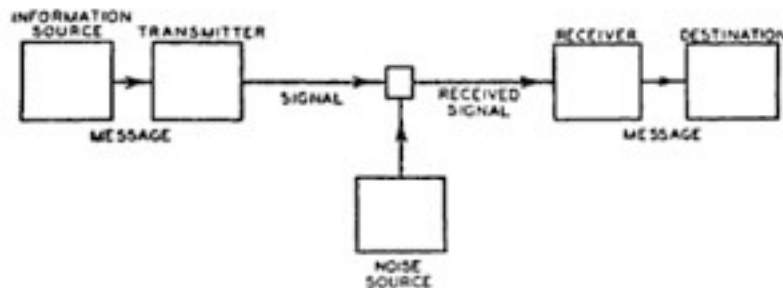 INFORMATION
SOURCE
TRANSMITTER
RECEIVER
DESTINATION
SIGNAL
RECEIVED
SIGNAL
MESSAGE
MESSAGE
NOISE
SOURCE